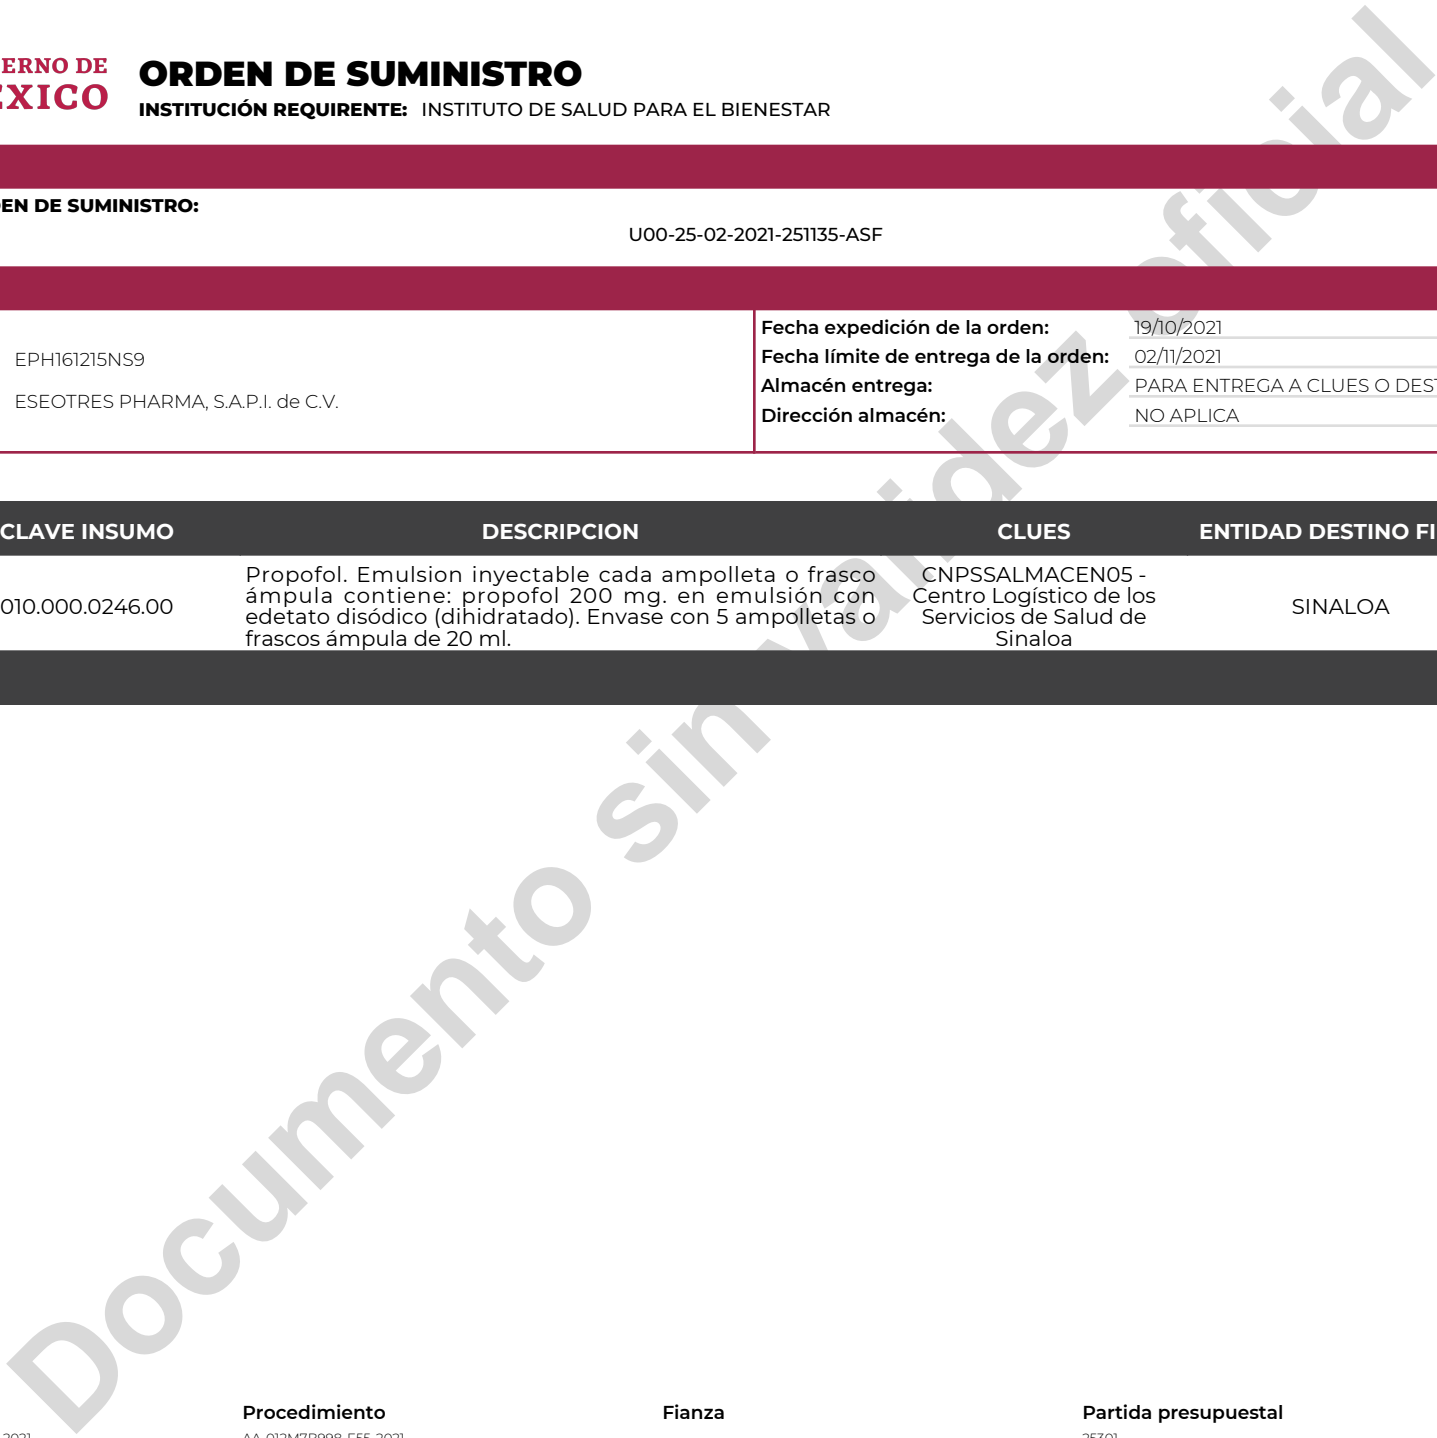 ERNO DE
EXICO
ORDEN DE SUMINISTRO
INSTITUCIÓN REQUIRENTE: INSTITUTO DE SALUD PARA EL BIENESTAR
EN DE SUMINISTRO:
U00-25-02-2021-251135-ASF
EPH161215NS9
ESEOTRES PHARMA, S.A.P.I. de C.V.
Fecha expedición de la orden: 19/10/2021
Fecha límite de entrega de la orden: 02/11/2021
Almacén entrega: PARA ENTREGA A CLUES O DEST
Dirección almacén: NO APLICA
CLAVE INSUMO DESCRIPCION CLUES ENTIDAD DESTINO FI
010.000.0246.00
Propofol. Emulsion inyectable cada ampolleta o frasco
ámpula contiene: propofol 200 mg. en emulsión con
edetato disódico (dihidratado). Envase con 5 ampolletas o
frascos ámpula de 20 ml.
CNPSSALMACEN05 -
Centro Logístico de los
Servicios de Salud de
Sinaloa
SINALOA
Documento sin validez oficial
Procedimiento Fianza Partida presupuestal